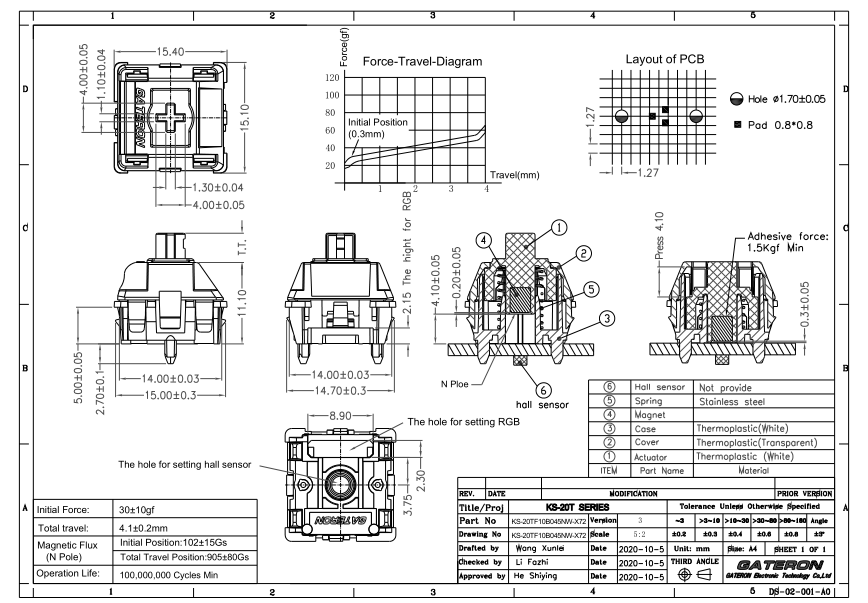 1 2 3 4 5
D
C
B
A
15.40
4.00±0.05
1.10±0.04
15.10
GATERON
1.30±0.04
4.00±0.05
Force(gf)
Force-Travel-Diagram
120
100
80
60
40
20
Initial Position
(0.3mm)
1 2 3 4
Travel(mm)
Layout of PCB
Hole ø1.70±0.05
Pad 0.8*0.8
1.27
1.27
T.T.
11.10
5.00±0.05
2.70±0.1
14.00±0.03
15.00±0.3
2.15 The hight for RGB
14.00±0.03
14.70±0.3
4.10±0.05
0.20±0.05
1
4
2
5
3
N Ploe
6
hall sensor
Press 4.10
Adhesive force:
1.5Kgf Min
0.3±0.05
8.90
The hole for setting RGB
The hole for setting hall sensor
3.75
2.30
GATERON
6 Hall sensor Not provide
5 Spring Stainless steel
4 Magnet
3 Case Thermoplastic(White)
2 Cover Thermoplastic(Transparent)
1 Actuator Thermoplastic (White)
ITEM Part Name Material
Initial Force: 30±10gf
Total travel: 4.1±0.2mm
Magnetic Flux
(N Pole)
Initial Position:102±15Gs
Total Travel Position:905±80Gs
Operation Life: 100,000,000 Cycles Min
REV. DATE MODIFICATION PRIOR VERSION
Title/Proj KS-20T SERIES Tolerance Unless Otherwise Specified
Part No KS-20TF10B045NW-X72 Version 3 ~3 >3~10 >10~30 >30~80 >80~180 Angle
Drawing No KS-20TF10B045NW-X72 Scale 5:2 ±0.2 ±0.3 ±0.4 ±0.6 ±0.8 ±3°
Drafted by Wang Xunlei Date 2020-10-5 Unit: mm Size: A4 SHEET 1 OF 1
Checked by Li Fazhi Date 2020-10-5 THIRD ANGLE GATERON
Approved by He Shiying Date 2020-10-5 GATERON Electronic Technology Co.,Ltd
1 2 3 4 5
DS-02-001-A0
D
C
B
A